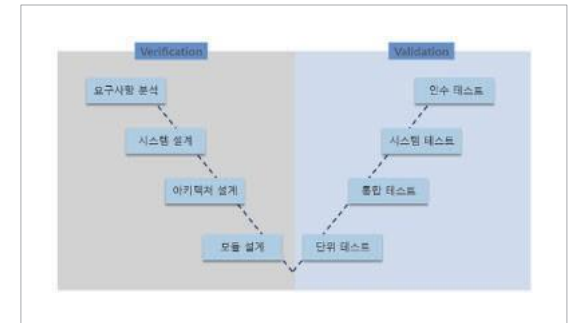 Verification
Validation
요구사항 분석
인수 테스트
시스템 설계
시스템 테스트
아키텍처 설계
통합 테스트
모듈 설계
단위 테스트